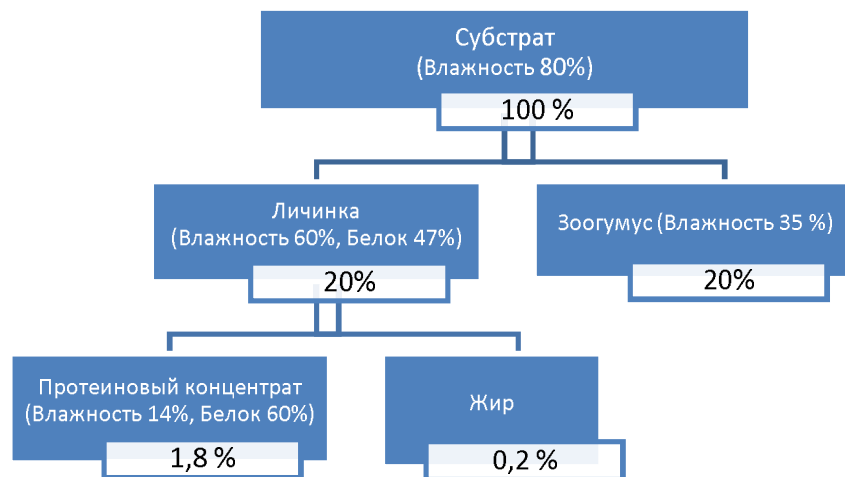 Субстрат
(Влажность 80%)
100 %
Личинка
(Влажность 60%, Белок 47%)
20%
Зоогумус (Влажность 35 %)
20%
Протеиновый концентрат
(Влажность 14%, Белок 60%)
1,8 %
Жир
0,2 %